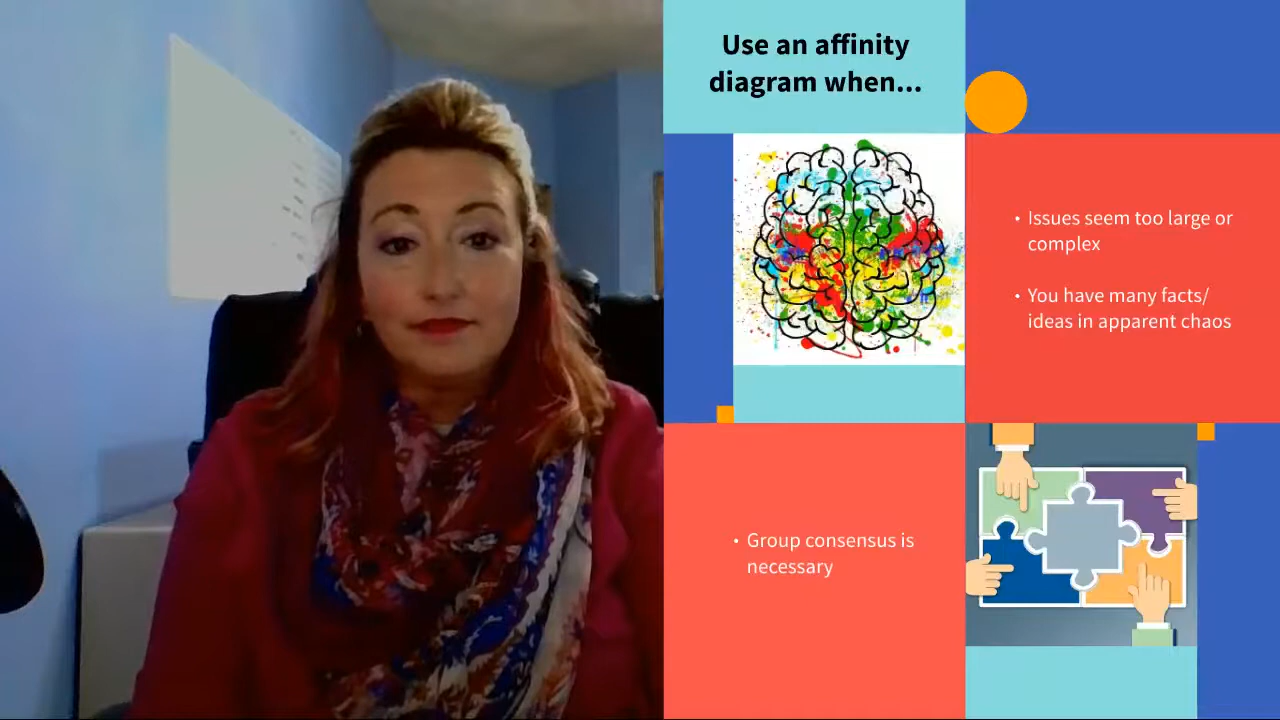 Use an affinity
diagram when...
• Issues seem too large or
complex
• You have many facts/
ideas in apparent chaos
• Group consensus is
necessary